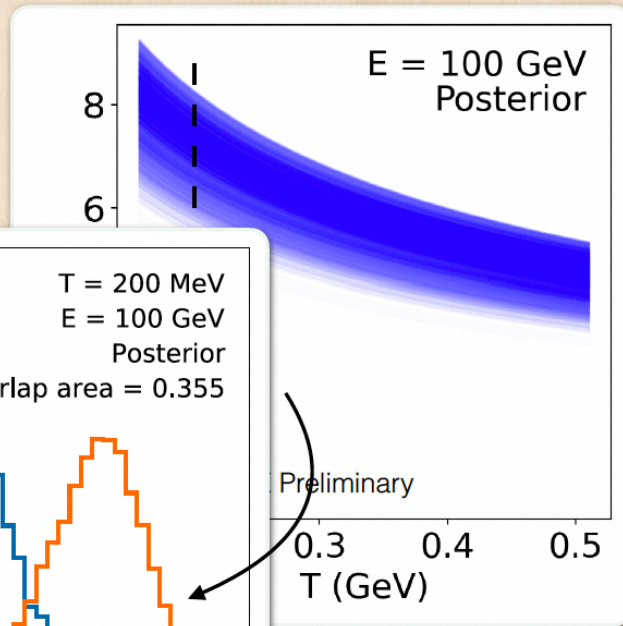 E = 100 GeV
Posterior
8
6
T = 200 MeV
E = 100 GeV
Posterior
area = 0.355
Preliminary
0.3 0.4 0.5
T (GeV)